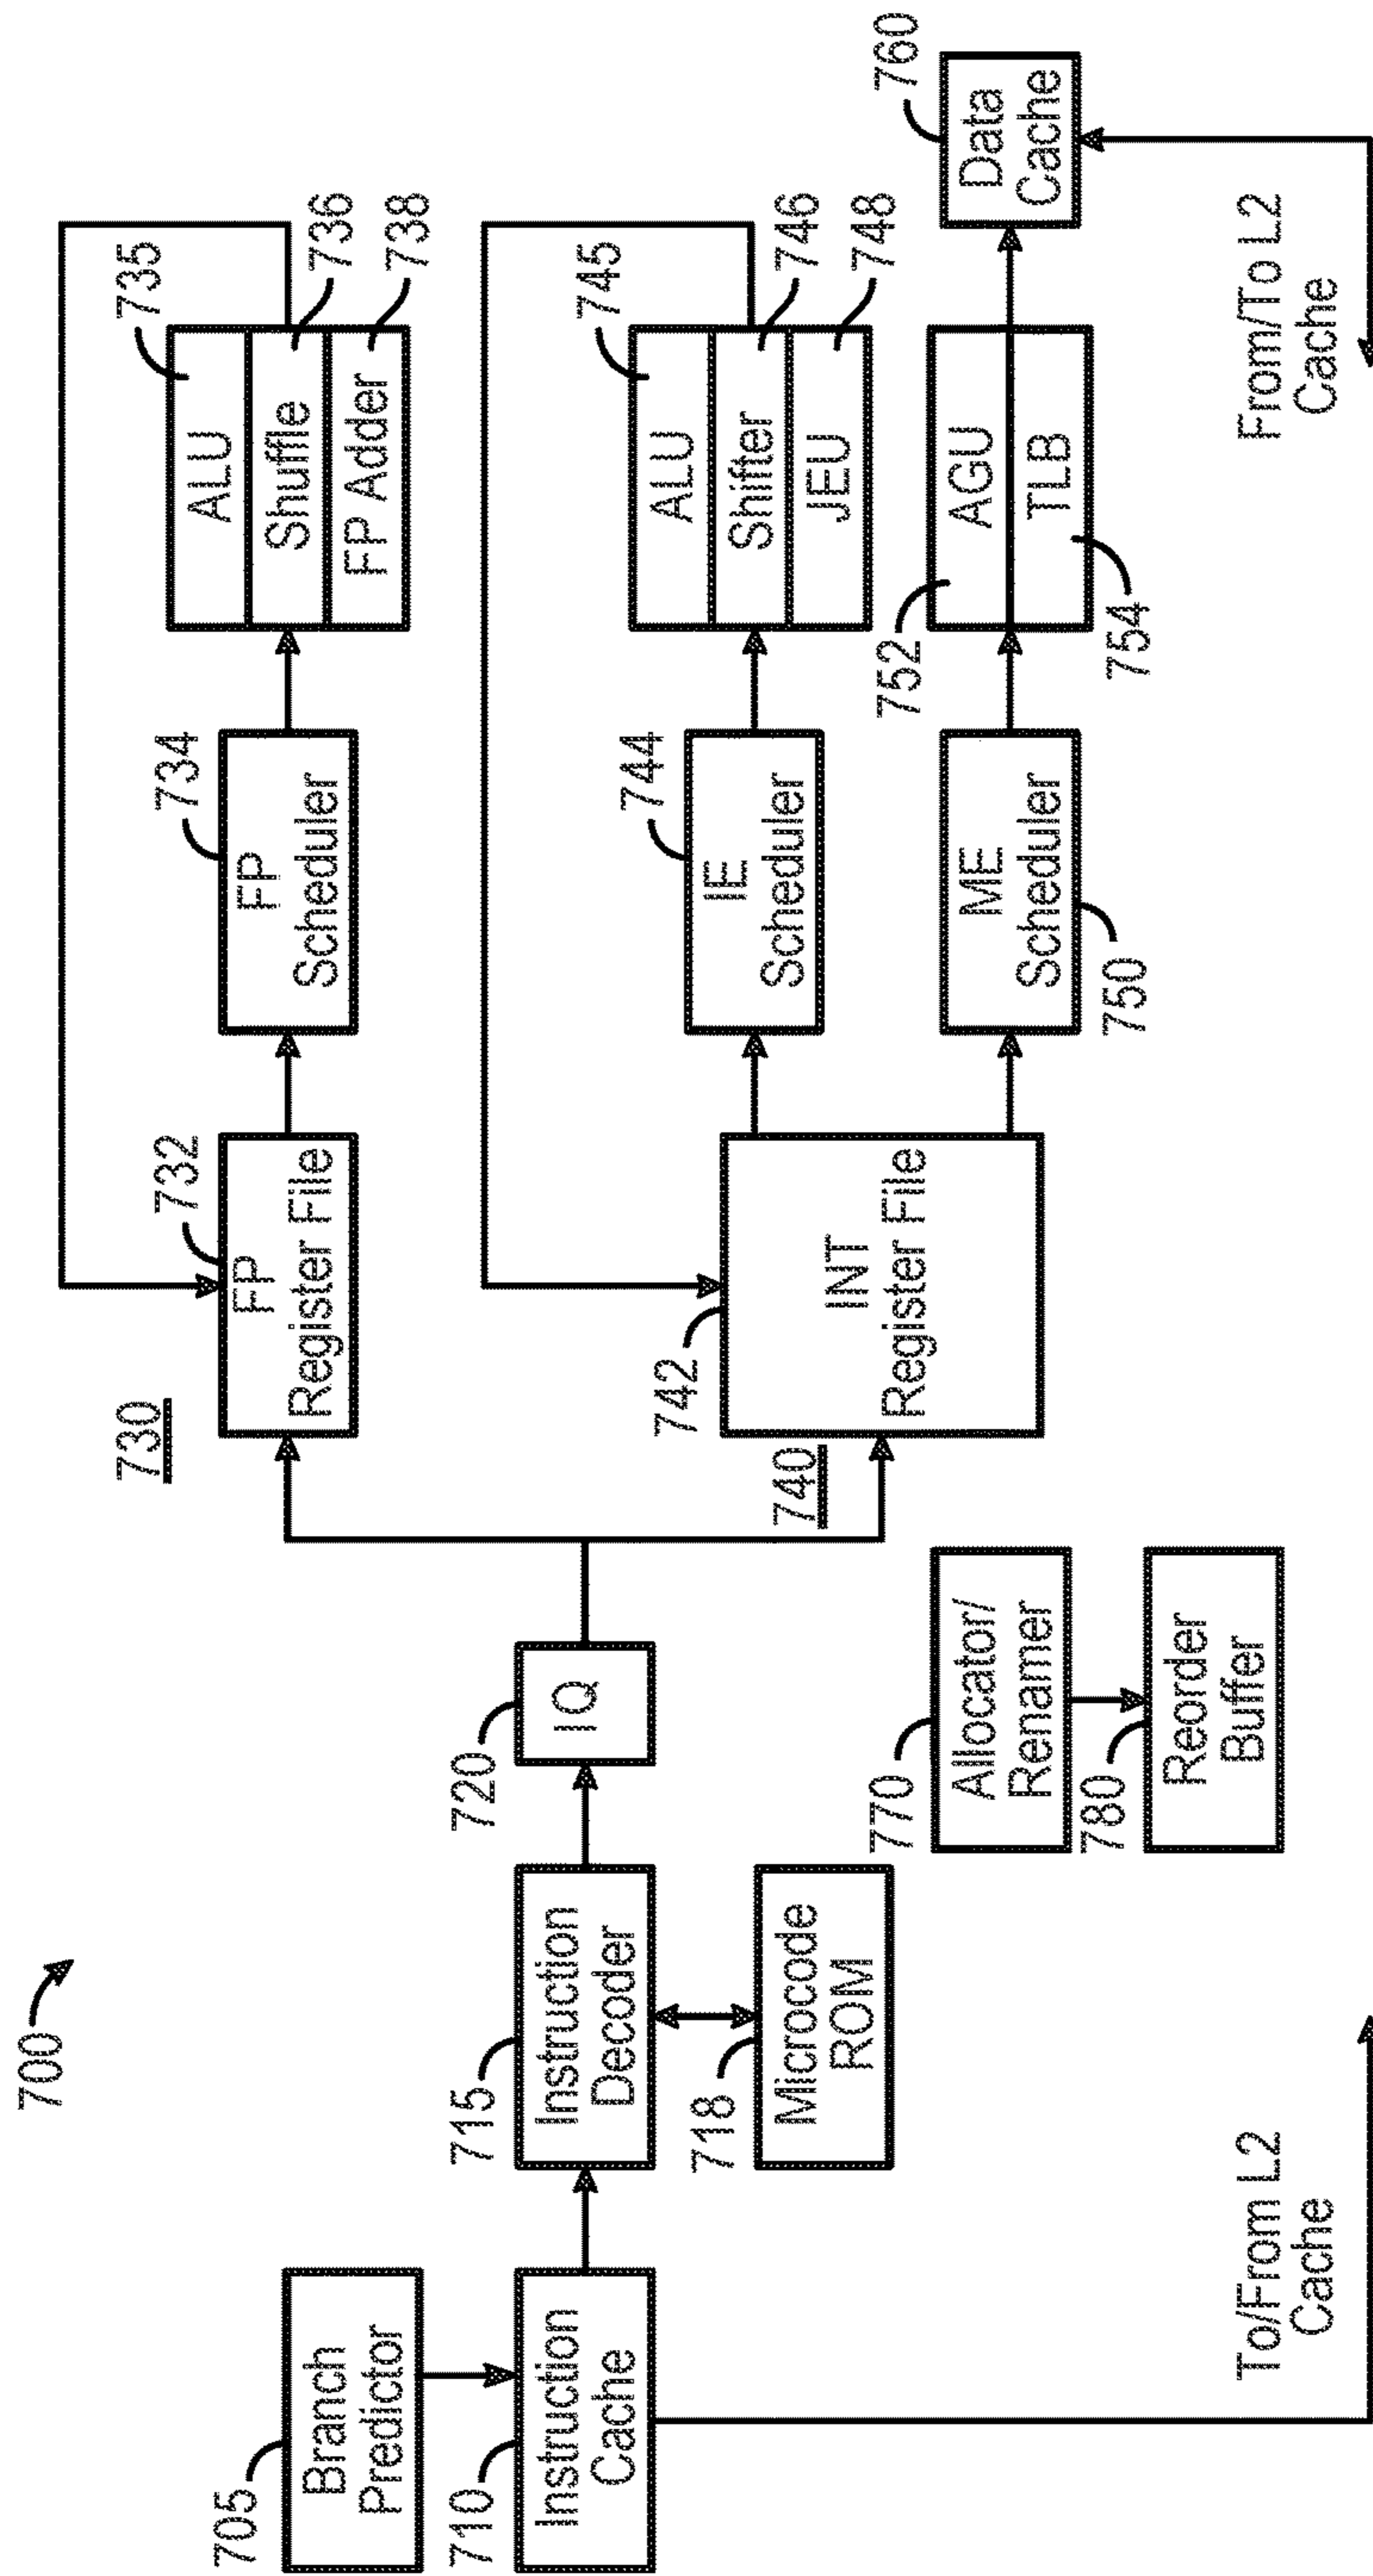 700
705
Branch
Predictor
710
Instruction
Cache
To/From L2
Cache
715
Instruction
Decoder
718
Microcode
ROM
720
IQ
770
Allocator/
Renamer
780
Reorder
Buffer
730
732
FP
Register File
734
FP
Scheduler
735
ALU
736
Shuffle
738
FP Adder
740
742
INT
Register File
744
IE
Scheduler
745
ALU
746
Shifter
748
JEU
750
ME
Scheduler
752
AGU
754
TLB
760
Data
Cache
From/To L2
Cache